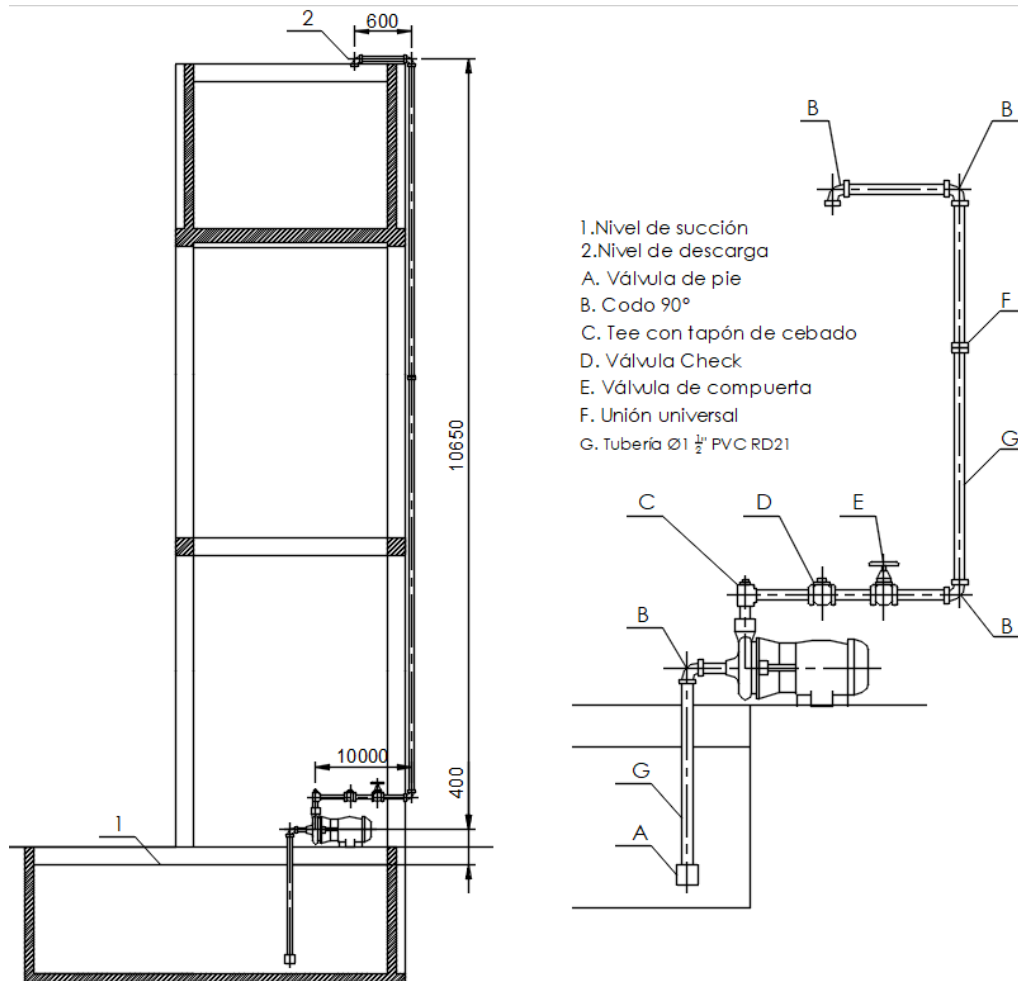 2
600
10650
10000
400
1
B
B
1.Nivel de succión
2.Nivel de descarga
A. Válvula de pie
B. Codo 90°
C. Tee con tapón de cebado
D. Válvula Check
E. Válvula de compuerta
F. Unión universal
G. Tubería Ø1 ½" PVC RD21
F
G
C
D
E
B
B
G
A